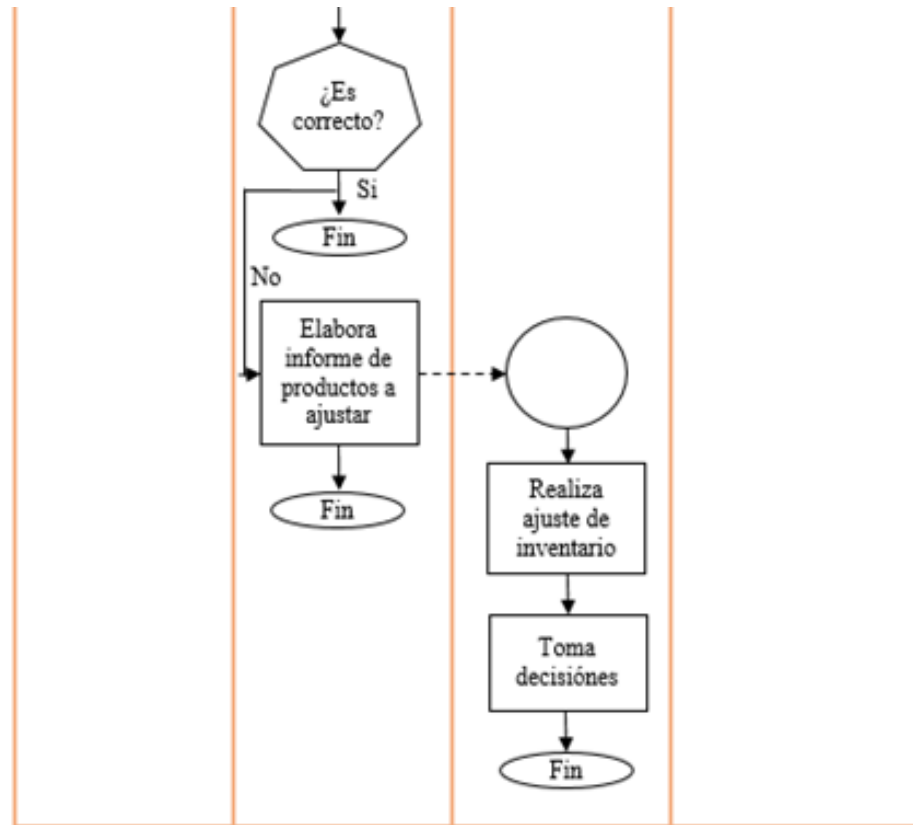 ¿Es
correcto?
Si
Fin
No
Elabora
informe de
productos a
ajustar
Fin
Realiza
ajuste de
inventario
Toma
decisiónes
Fin